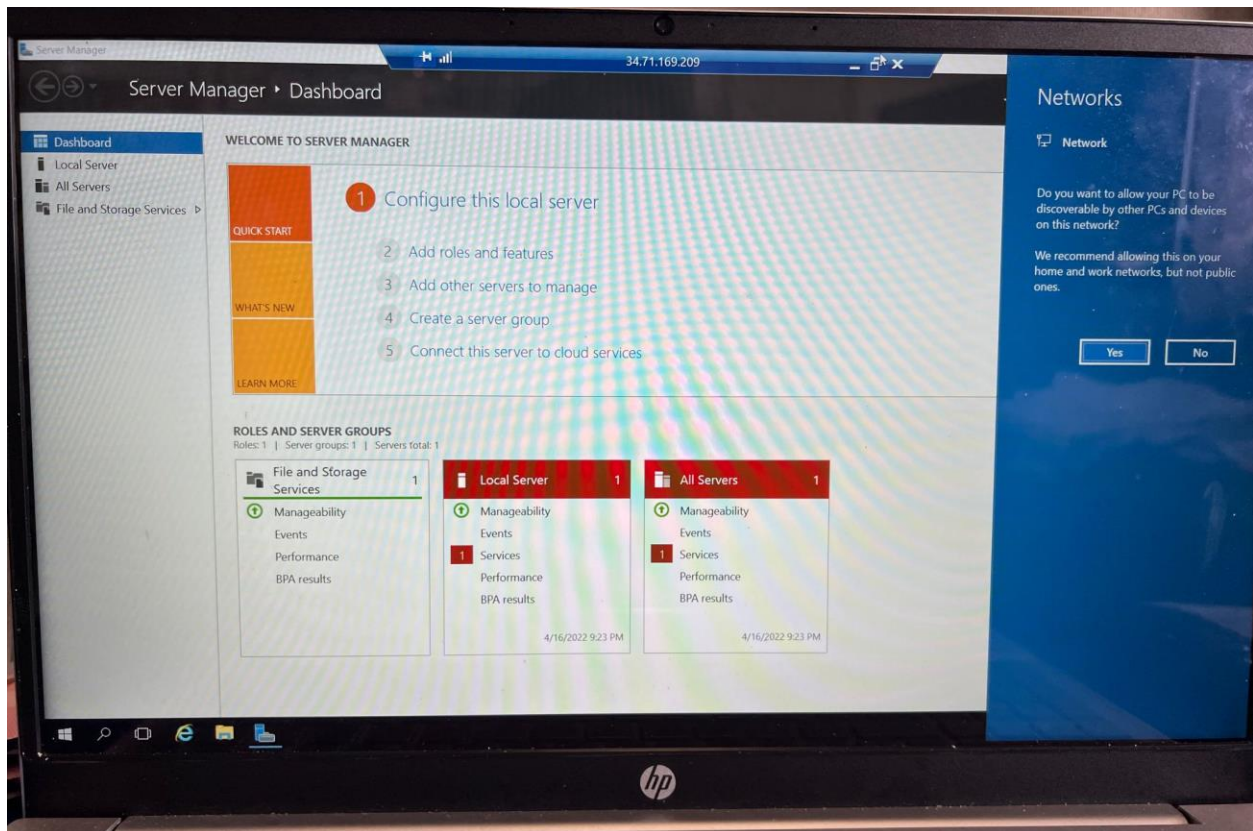 Server Manager
34.71.169.209
Server Manager • Dashboard
Dashboard
Local Server
All Servers
File and Storage Services
WELCOME TO SERVER MANAGER
QUICK START
WHAT'S NEW
LEARN MORE
1 Configure this local server
2 Add roles and features
3 Add other servers to manage
4 Create a server group
5 Connect this server to cloud services
ROLES AND SERVER GROUPS
Roles: 1 | Server groups: 1 | Servers total: 1
File and Storage 1
Services
Manageability
Events
Performance
BPA results
Local Server 1
Manageability
Events
1 Services
Performance
BPA results
4/16/2022 9:23 PM
All Servers 1
Manageability
Events
1 Services
Performance
BPA results
4/16/2022 9:23 PM
Networks
Network
Do you want to allow your PC to be
discoverable by other PCs and devices
on this network?
We recommend allowing this on your
home and work networks, but not public
ones.
Yes No
hp